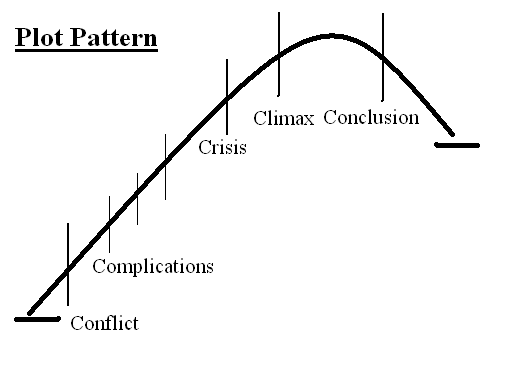 Plot Pattern
Climax
Conclusion
Crisis
Complications
Conflict